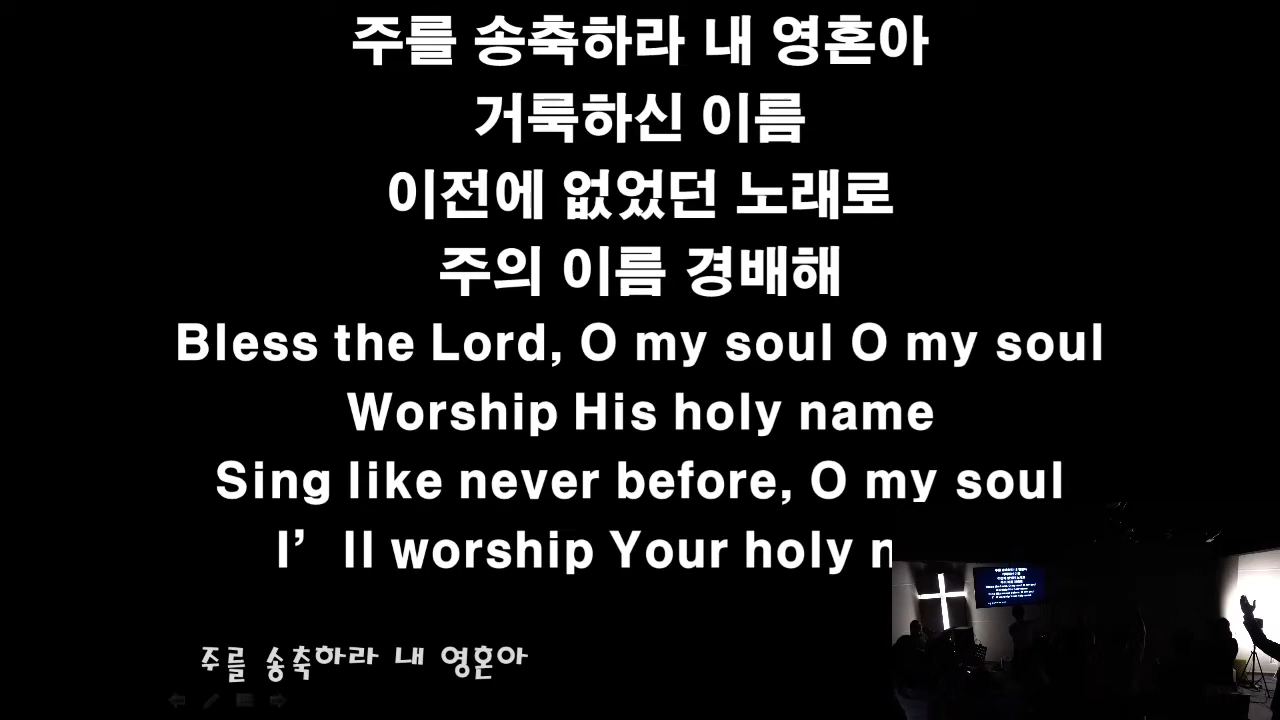 주를 송축하라 내 영혼아
거룩하신 이름
이전에 없었던 노래로
주의 이름 경배해
Bless the Lord, O my soul O my soul
Worship His holy name
Sing like never before, O my soul
I’ll worship Your holy
주를 송축하라 내 영혼아